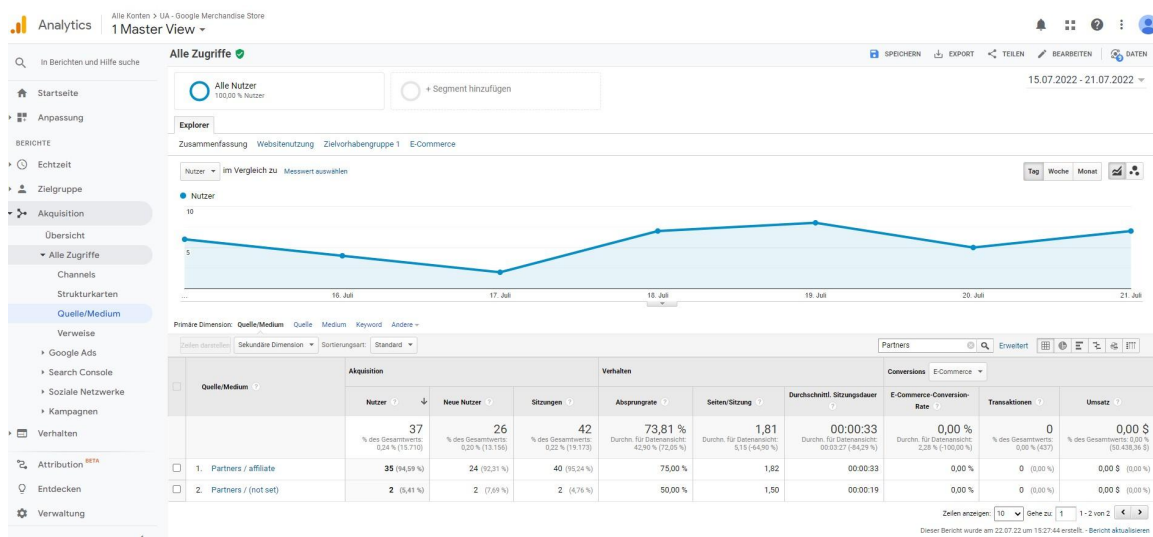 Alle Konten > UA - Google Merchandise Store
Analytics
1 Master View
In Berichten und Hilfe suche
Startseite
Anpassung
BERICHTE
Echtzeit
Zielgruppe
Akquisition
Übersicht
Alle Zugriffe
Channels
Strukturkarten
Quelle/Medium
Verweise
Google Ads
Search Console
Soziale Netzwerke
Kampagnen
Verhalten
Attribution BETA
Entdecken
Verwaltung
Alle Zugriffe
SPEICHERN EXPORT TEILEN BEARBEITEN DATEN
15.07.2022 - 21.07.2022
Alle Nutzer
100,00 % Nutzer
+ Segment hinzufügen
Explorer
Zusammenfassung Websitenutzung Zielvorhabengruppe 1 E-Commerce
Nutzer im Vergleich zu Messwert auswählen
Tag Woche Monat
Nutzer
10
5
... 16. Juli 17. Juli 18. Juli 19. Juli 20. Juli 21. Juli
Primäre Dimension: Quelle/Medium Quelle Medium Keyword Andere
Zeilen darstellen Sekundäre Dimension Sortierungsart: Standard Partners Erweitert
Quelle/Medium Akquisition Verhalten Conversions E-Commerce
Nutzer Neue Nutzer Sitzungen Absprungrate Seiten/Sitzung Durchschnittl. Sitzungsdauer E-Commerce-Conversion-Rate Transaktionen Umsatz
37 26 42 73,81 % 1,81 00:00:33 0,00 % 0 0,00 $
% des Gesamtwerts: 0,24 % (15.710) % des Gesamtwerts: 0,20 % (13.156) % des Gesamtwerts: 0,22 % (19.173) Durchn. für Datenansicht: 42,90 % (72,05 %) Durchn. für Datenansicht: 5,15 (-64,90 %) Durchn. für Datenansicht: 00:03:27 (-84,29 %) Durchn. für Datenansicht: 2,28 % (-100,00 %) % des Gesamtwerts: 0,00 % (437) % des Gesamtwerts: 0,00 % (50.438,36 $)
1. Partners / affiliate 35 (94,59 %) 24 (92,31 %) 40 (95,24 %) 75,00 % 1,82 00:00:33 0,00 % 0 (0,00 %) 0,00 $ (0,00 %)
2. Partners / (not set) 2 (5,41 %) 2 (7,69 %) 2 (4,76 %) 50,00 % 1,50 00:00:19 0,00 % 0 (0,00 %) 0,00 $ (0,00 %)
Zeilen anzeigen: 10 Gehe zu: 1 1 - 2 von 2
Dieser Bericht wurde am 22.07.22 um 15:27:44 erstellt. - Bericht aktualisieren